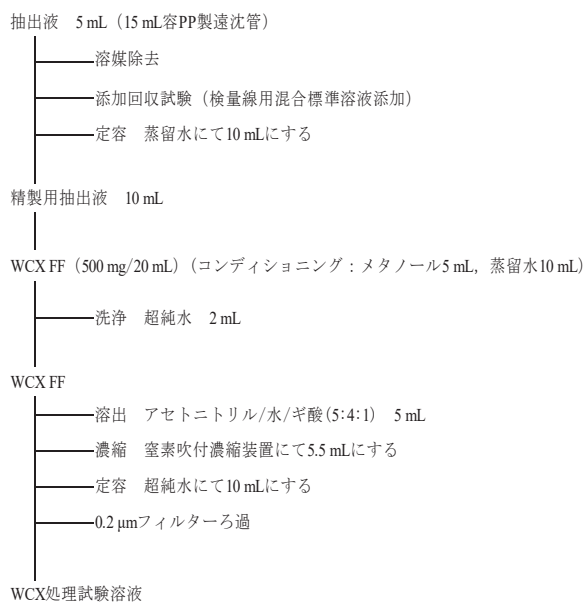 抽出液　5 mL（15 mL容PP製遠沈管）
溶媒除去
添加回収試験（検量線用混合標準溶液添加）
定容　蒸留水にて10 mLにする
精製用抽出液　10 mL
WCX FF（500 mg/20 mL）（コンディショニング：メタノール5 mL，蒸留水10 mL）
洗浄　超純水　2 mL
WCX FF
溶出　アセトニトリル/水/ギ酸(5:4:1)　5 mL
濃縮　窒素吹付濃縮装置にて5.5 mLにする
定容　超純水にて10 mLにする
0.2 μmフィルターろ過
WCX処理試験溶液